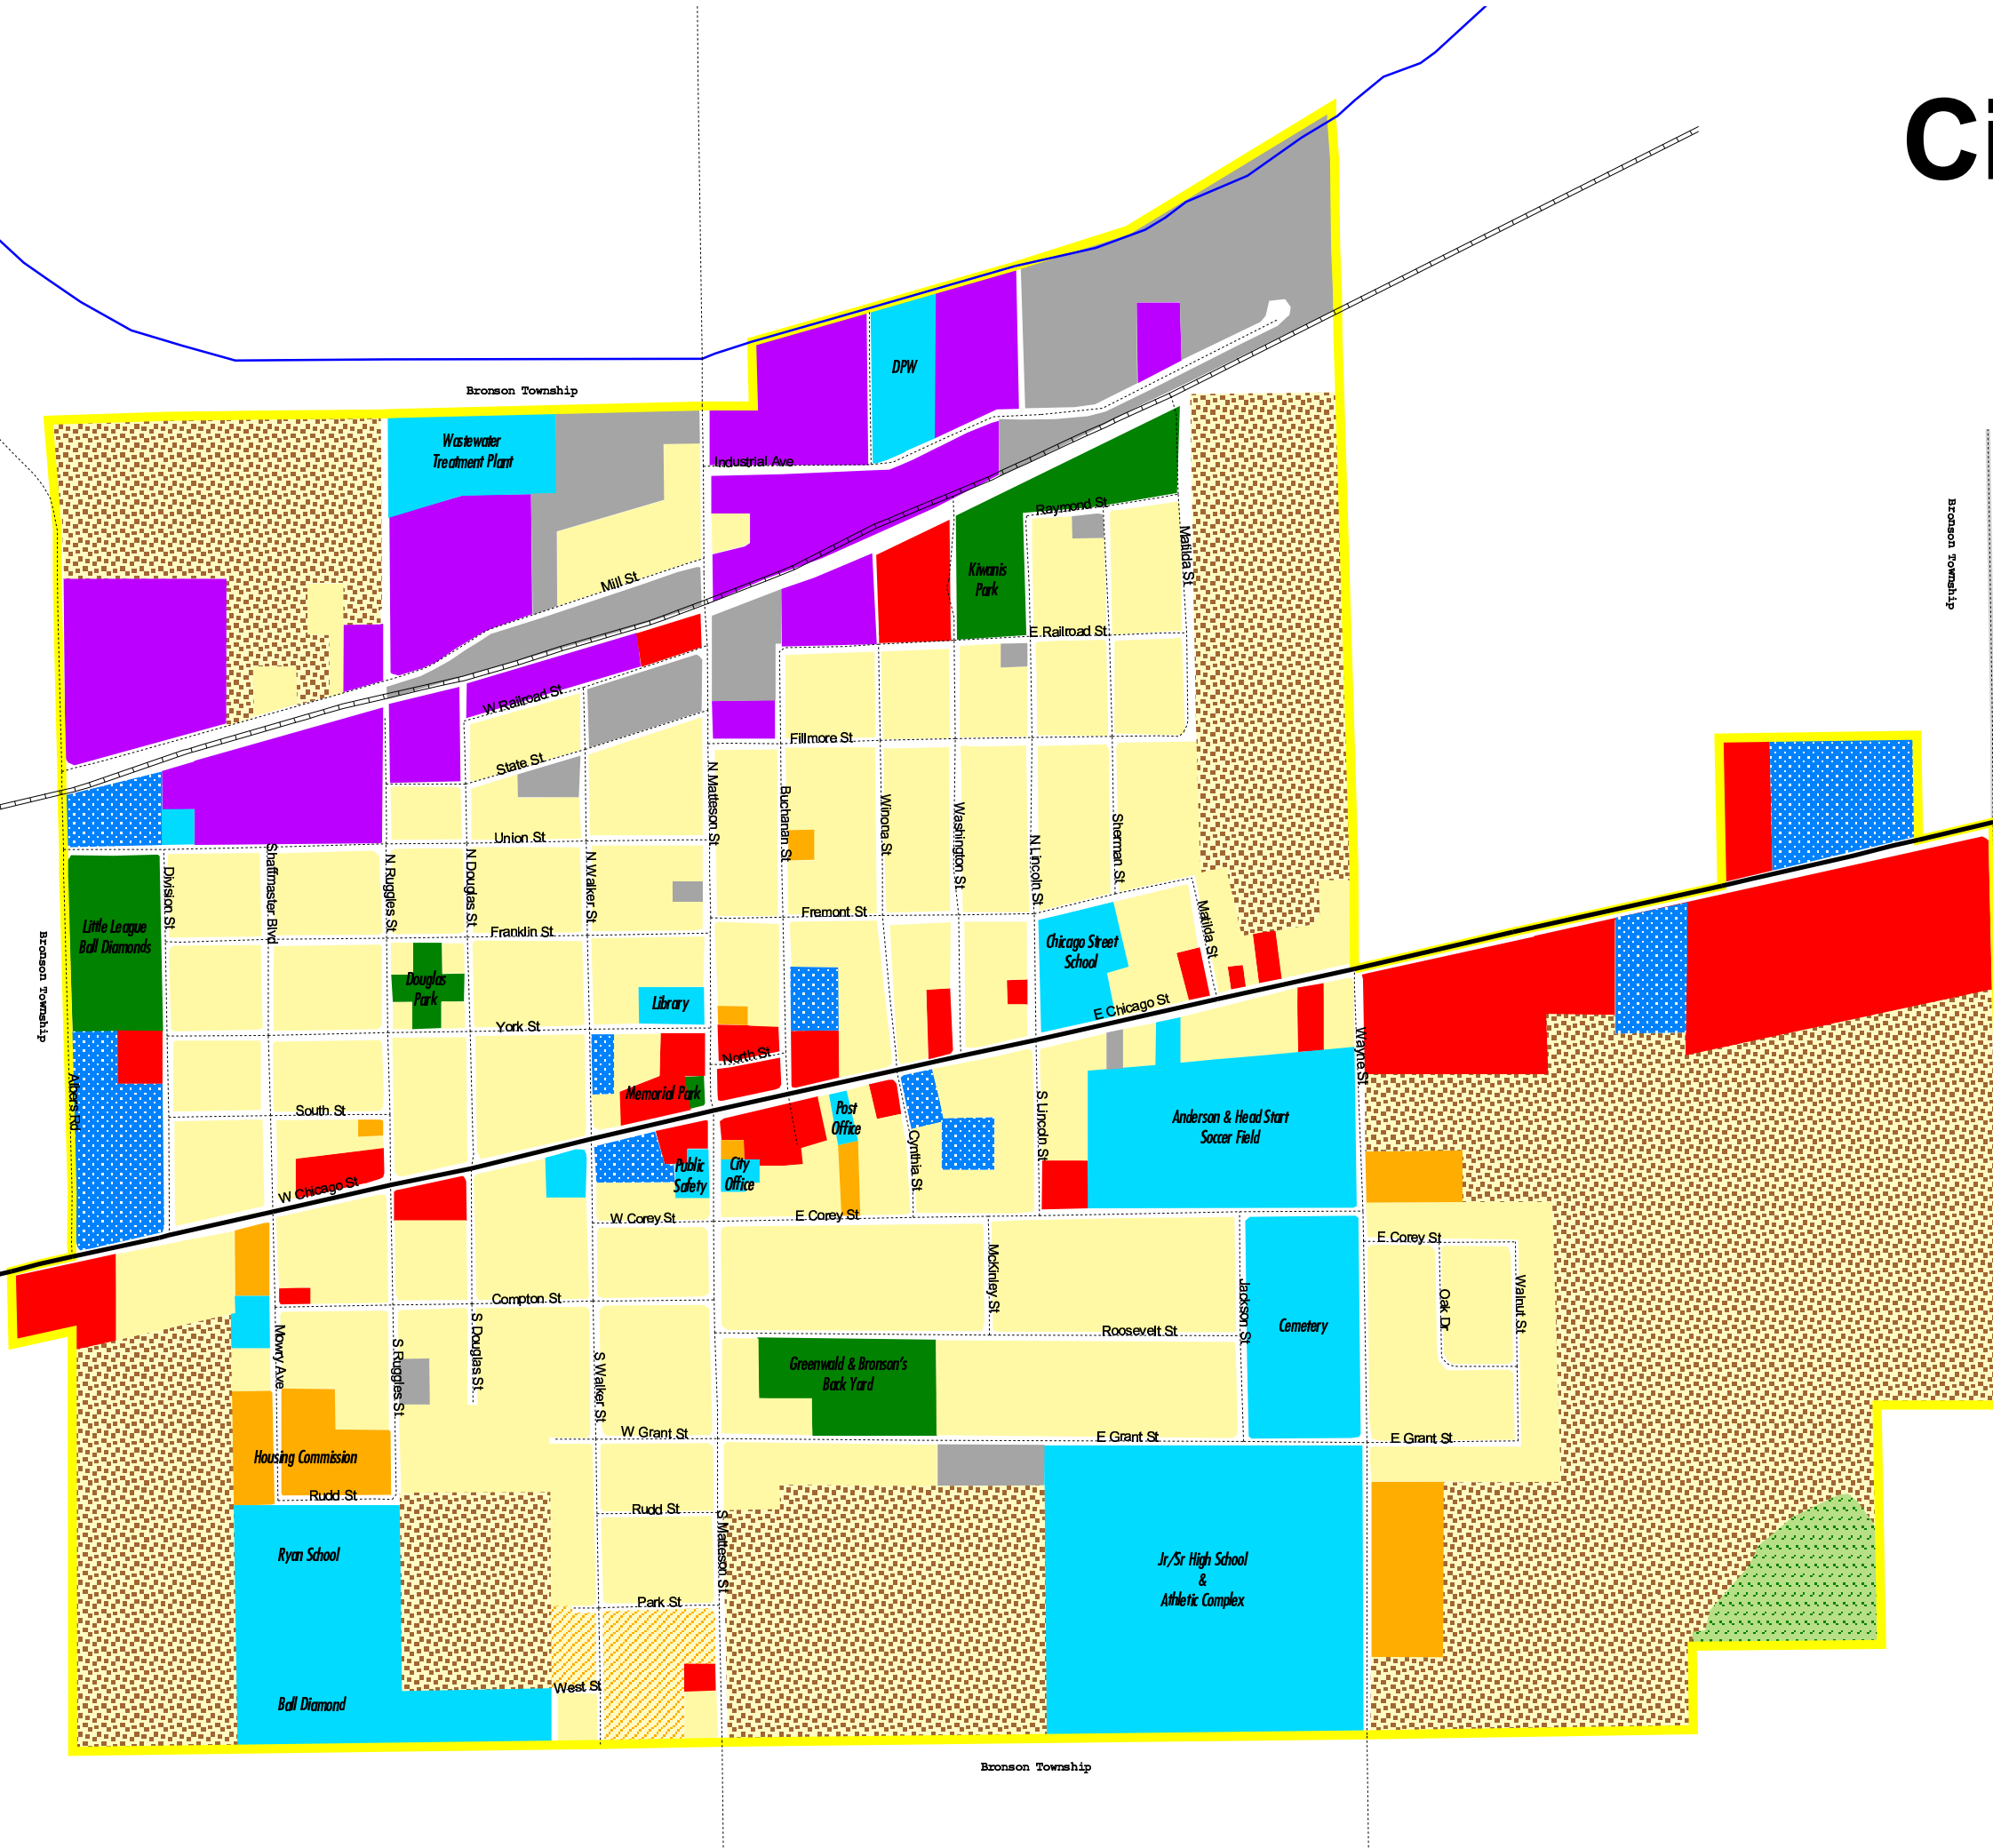 Ci
Bronson Township
DPW
Wastewater
Treatment Plant
Industrial Ave
Raymond St
Bronson Township
Matilda St
Kiwanis
Park
Mill St
E Railroad St
W Railroad St
Fillmore St
State St
N Matteson St
Buchanan St
Winona St
Washington St
Sherman St
N Lincoln St
Union St
Division St
Shaffmaster Blvd
N Ruggles St
N Douglas St
N Walker St
Fremont St
Matilda St
Little League
Ball Diamonds
Franklin St
Bronson Township
Chicago Street
School
Douglas
Park
Library
E Chicago St
York St
Wayne St
North St
Albers Rd
Memorial Park
South St
Post
Office
S Lincoln St
Anderson & Head Start
Soccer Field
Cynthia St
Public
Safety
City
Office
W Chicago St
W Corey St
E Corey St
E Corey St
McKinley St
Jackson St
Oak Dr
Walnut St
Compton St
Mowry Ave
S Ruggles St
S Douglas St
S Walker St
Roosevelt St
Cemetery
Greenwald & Bronson's
Back Yard
W Grant St
E Grant St
E Grant St
Housing Commission
Rudd St
Rudd St
S Matteson St
Ryan School
Jr/Sr High School
&
Athletic Complex
Park St
West St
Ball Diamond
Bronson Township